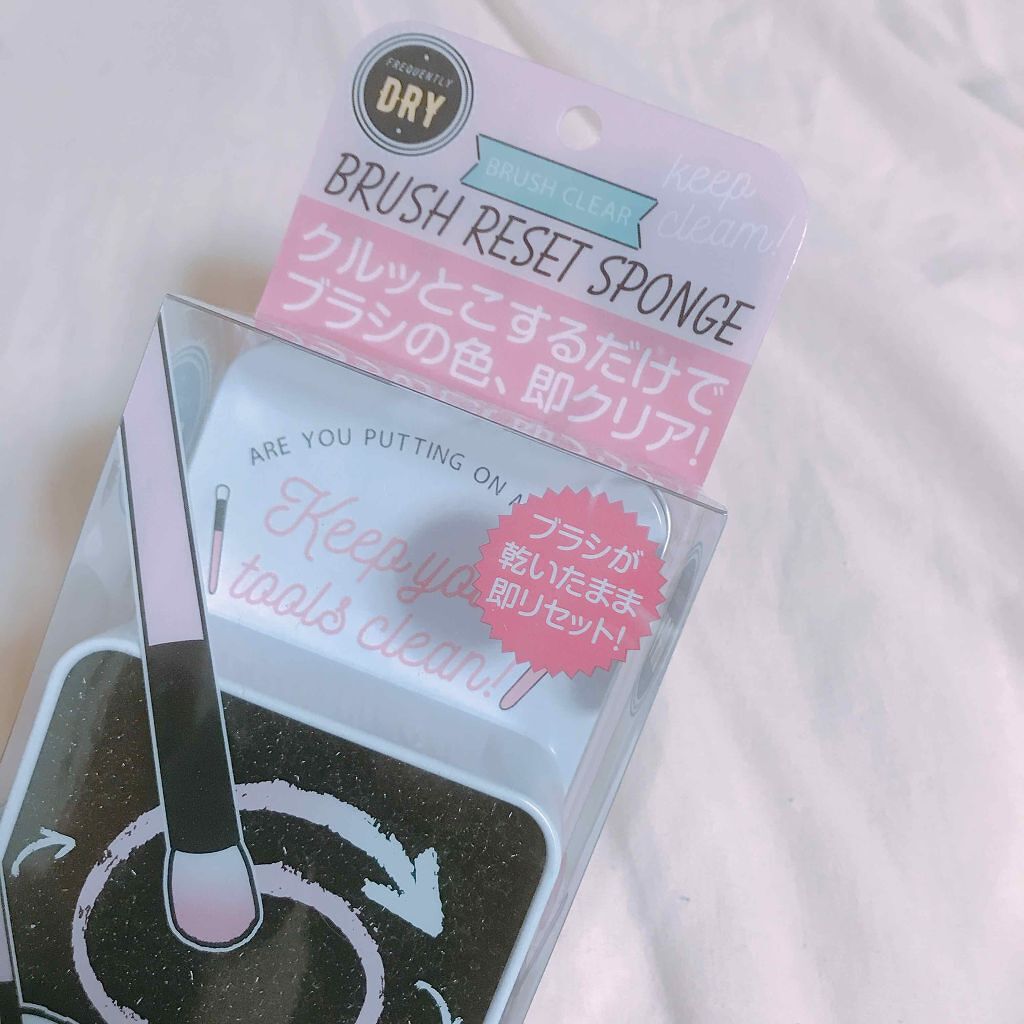 FREQUENTLY
DRY
BRUSH CLEAR
keep
clean!
BRUSH RESET SPONGE
クルッとこするだけで
ブラシの色、即クリア!
ARE YOU PUTTING ON
Keep
tools clean!
ブラシが
乾いたまま
即リセット!